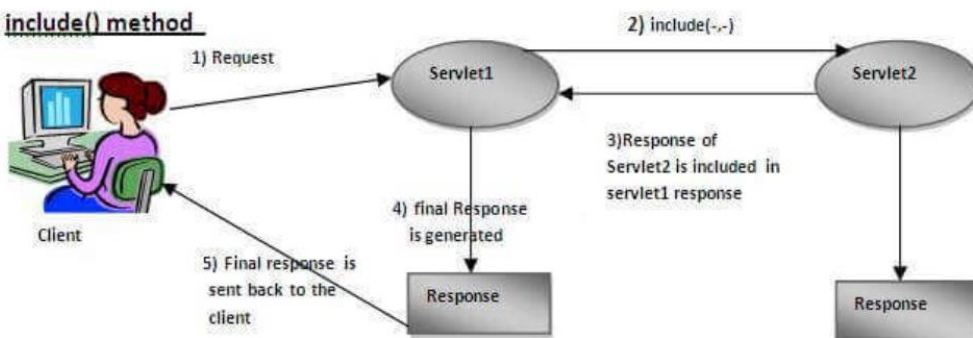 include() method
2) include(-,-)
1) Request
Servlet1
Servlet2
3)Response of
Servlet2 is included in
servlet1 response
4) final Response
is generated
Client
5) Final response is
sent back to the
client
Response
Response